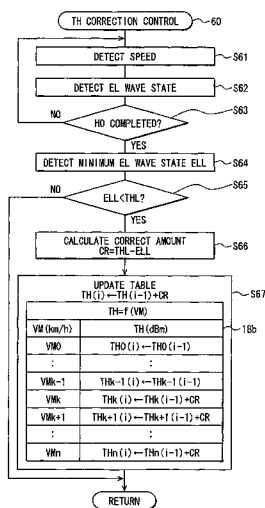 TH CORRECTION CONTROL
60
DETECT SPEED
S61
DETECT EL WAVE STATE
S62
S63
NO
HO COMPLETED?
YES
DETECT MINIMUM EL WAVE STATE ELL
S64
NO
S65
ELL<THL?
YES
CALCULATE CORRECT AMOUNT
CR=THL-ELL
S66
UPDATE TABLE
TH(i)←TH(i-1)+CR
S67
TH=f(VM)
18b
VM(km/h) TH(dBm)
VM0 TH0(i)←TH0(i-1)
: :
VMk-1 THk-1(i)←THk-1(i-1)
VMk THk(i)←THk(i-1)+CR
VMk+1 THk+1(i)←THk+1(i-1)+CR
: :
VMn THn(i)←THn(i-1)+CR
RETURN